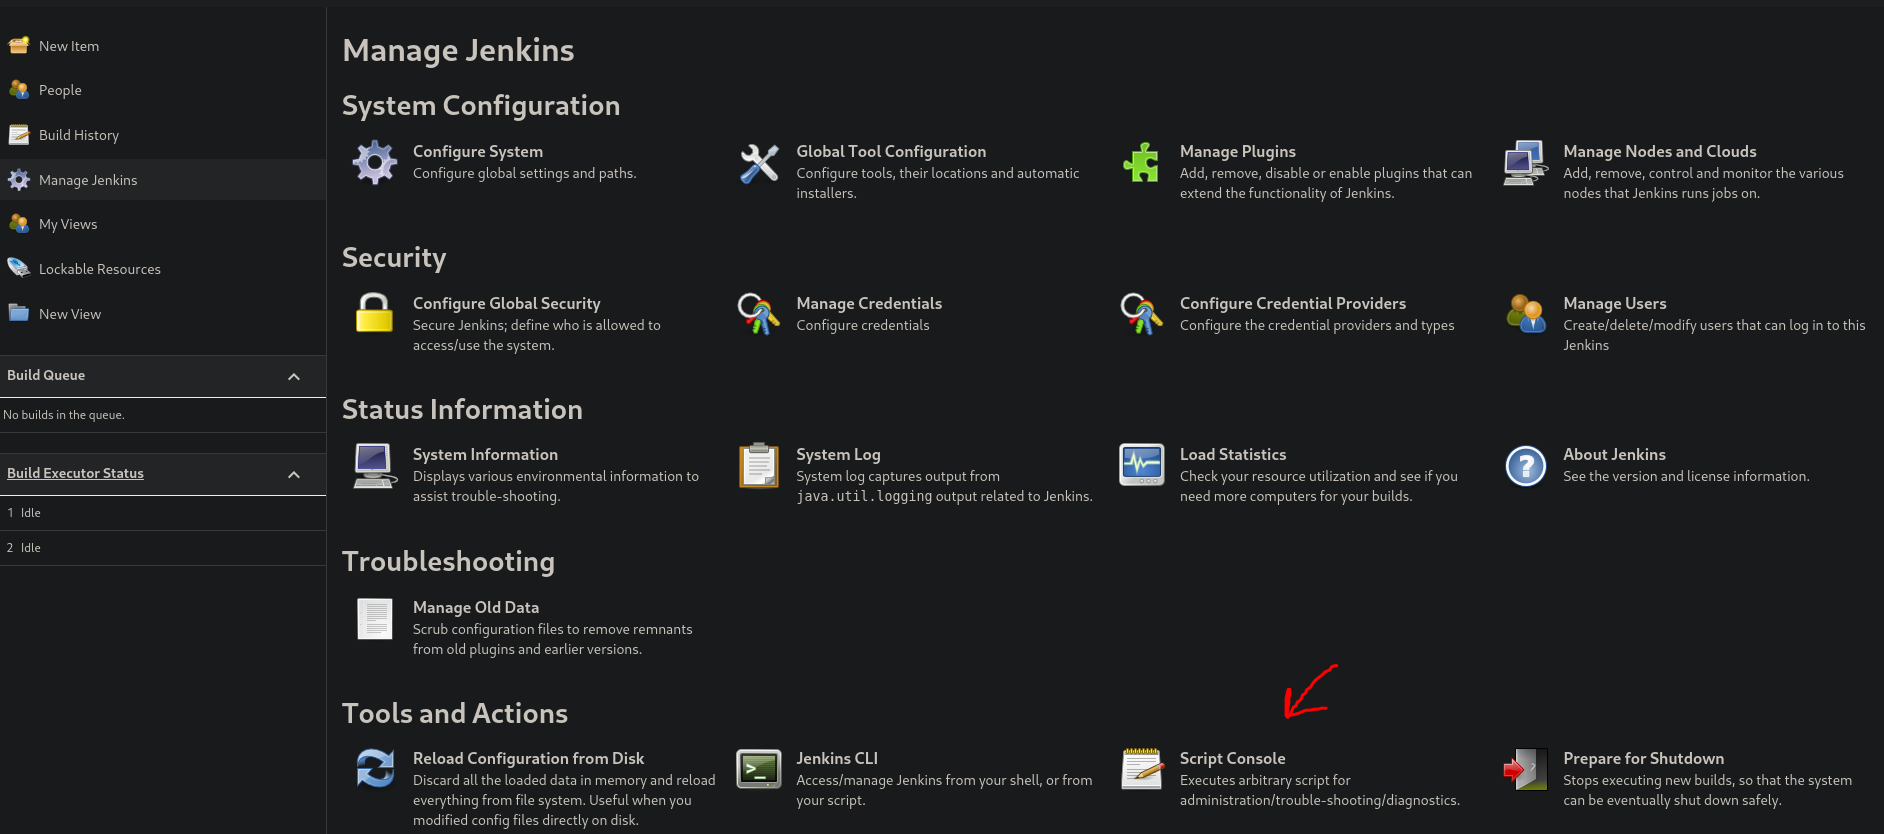 New Item
People
Build History
Manage Jenkins
My Views
Lockable Resources
New View
Build Queue
No builds in the queue.
Build Executor Status
1 Idle
2 Idle
Manage Jenkins
System Configuration
Configure System
Configure global settings and paths.
Global Tool Configuration
Configure tools, their locations and automatic
installers.
Manage Plugins
Add, remove, disable or enable plugins that can
extend the functionality of Jenkins.
Manage Nodes and Clouds
Add, remove, control and monitor the various
nodes that Jenkins runs jobs on.
Security
Configure Global Security
Secure Jenkins; define who is allowed to
access/use the system.
Manage Credentials
Configure credentials
Configure Credential Providers
Configure the credential providers and types
Manage Users
Create/delete/modify users that can log in to this
Jenkins
Status Information
System Information
Displays various environmental information to
assist trouble-shooting.
System Log
System log captures output from
java.util.logging output related to Jenkins.
Load Statistics
Check your resource utilization and see if you
need more computers for your builds.
About Jenkins
See the version and license information.
Troubleshooting
Manage Old Data
Scrub configuration files to remove remnants
from old plugins and earlier versions.
Tools and Actions
Reload Configuration from Disk
Discard all the loaded data in memory and reload
everything from file system. Useful when you
modified config files directly on disk.
Jenkins CLI
Access/manage Jenkins from your shell, or from
your script.
Script Console
Executes arbitrary script for
administration/trouble-shooting/diagnostics.
Prepare for Shutdown
Stops executing new builds, so that the system
can be eventually shut down safely.